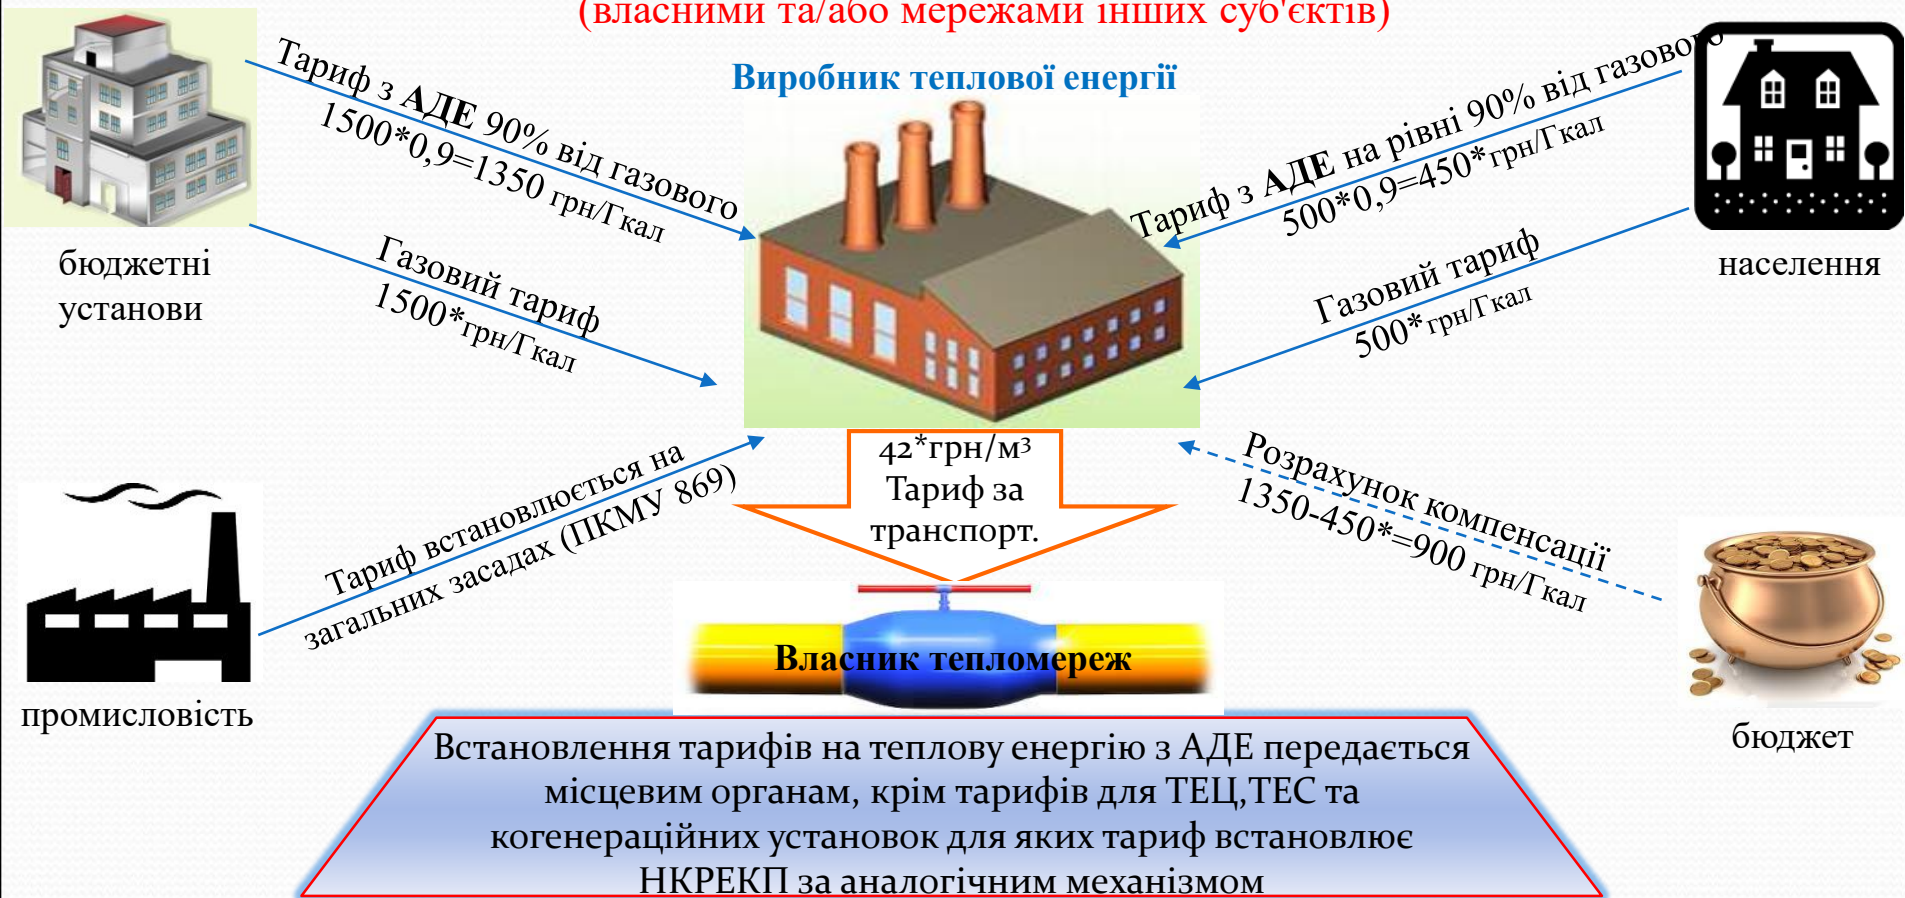 (власними та/або мережами інших суб'єктів)
Виробник теплової енергії
Тариф з АДЕ 90% від газового
1500*0,9=1350 грн/Гкал
Газовий тариф
1500*грн/Гкал
бюджетні
установи
Тариф з АДЕ на рівні 90% від газового
500*0,9=450*грн/Гкал
Газовий тариф
500*грн/Гкал
населення
Тариф встановлюється на
загальних засадах (ПКМУ 869)
промисловість
42*грн/м³
Тариф за
транспорт.
Розрахунок компенсації
1350-450*=900 грн/Гкал
бюджет
Власник тепломереж
Встановлення тарифів на теплову енергію з АДЕ передається
місцевим органам, крім тарифів для ТЕЦ,ТЕС та
когенераційних установок для яких тариф встановлює
НКРЕКП за аналогічним механізмом